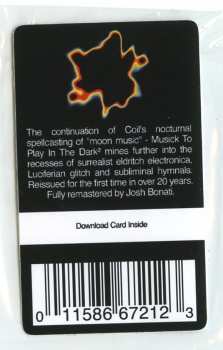 The continuation of Coil's nocturnal
spellcasting of "moon music" - Musick To
Play In The Dark² mines further into the
recesses of surrealist eldritch electronica,
Luciferian glitch and subliminal hymnals.
Reissued for the first time in over 20 years.
Fully remastered by Josh Bonati.
Download Card Inside
0 11586 67212 3